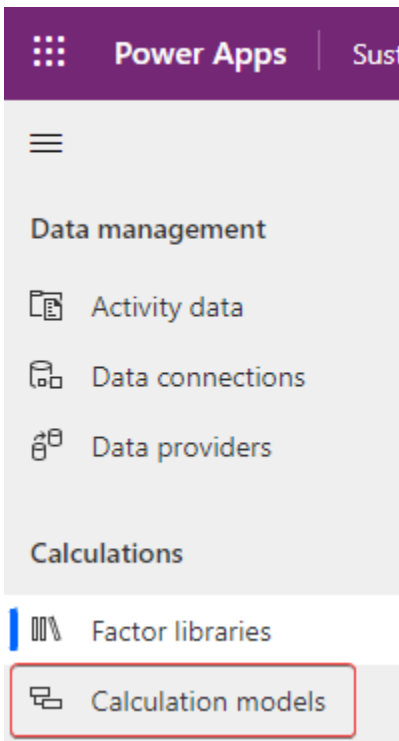 Power Apps
Data management
Activity data
Data connections
Data providers
Calculations
Factor libraries
Calculation models